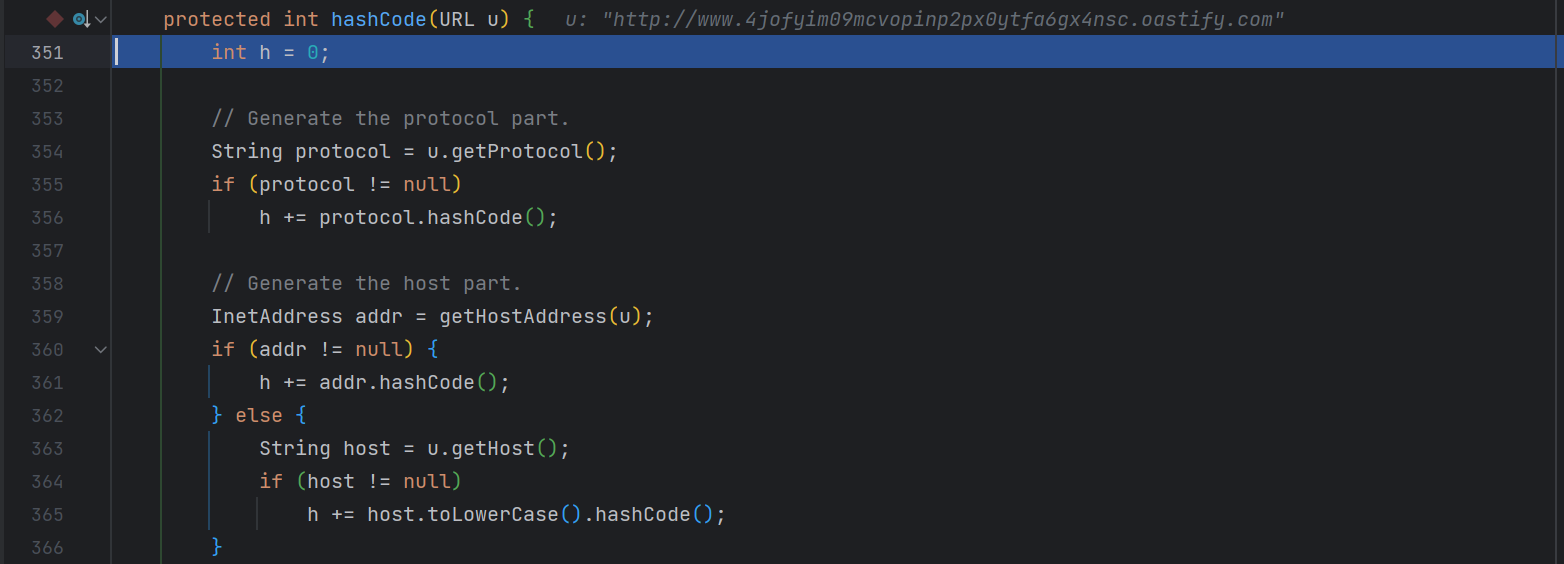 protected int hashCode(URL u) { u: "http://www.4jofyim09mcvopinp2px0ytfa6gx4nsc.oastify.com"
351 int h = 0;
352
353 // Generate the protocol part.
354 String protocol = u.getProtocol();
355 if (protocol != null)
356 h += protocol.hashCode();
357
358 // Generate the host part.
359 InetAddress addr = getHostAddress(u);
360 if (addr != null) {
361 h += addr.hashCode();
362 } else {
363 String host = u.getHost();
364 if (host != null)
365 h += host.toLowerCase().hashCode();
366 }